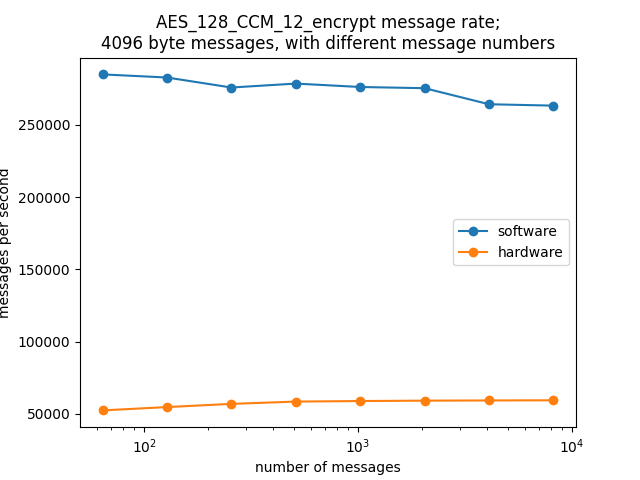 AES_128_CCM_12_encrypt message rate;
4096 byte messages, with different message numbers
250000
200000
150000
100000
50000
messages per second
software
hardware
10²
10³
10⁴
number of messages